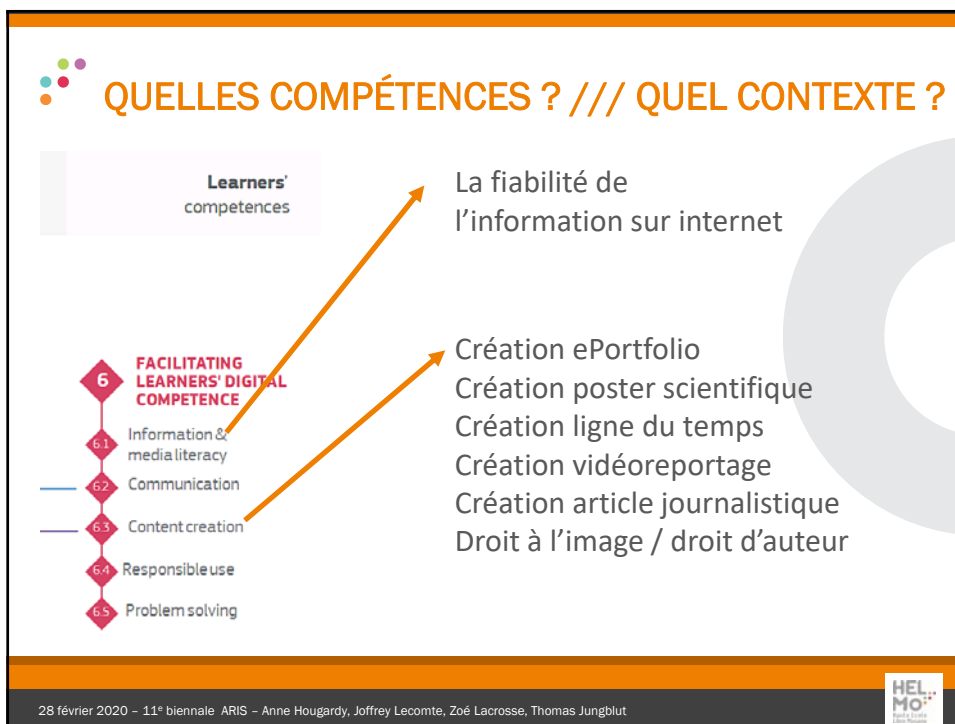 QUELLES COMPÉTENCES ? /// QUEL CONTEXTE ?
Learners'
competences
La fiabilité de
l'information sur internet
6
FACILITATING
LEARNERS' DIGITAL
COMPETENCE
6.1
Information &
media literacy
6.2
Communication
6.3
Content creation
6.4
Responsible use
6.5
Problem solving
Création ePortfolio
Création poster scientifique
Création ligne du temps
Création vidéoreportage
Création article journalistique
Droit à l'image / droit d'auteur
28 février 2020 – 11e biennale ARIS – Anne Hougardy, Joffrey Lecomte, Zoé Lacrosse, Thomas Jungblut
HEL
MO